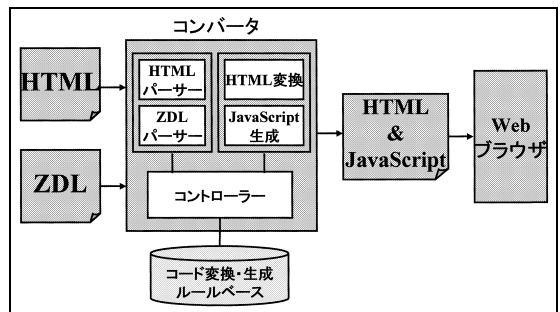 コンバータ
HTML
ZDL
HTML
パーサー
ZDL
パーサー
HTML変換
JavaScript
生成
コントローラー
コード変換・生成
ルールベース
HTML
&
JavaScript
Web
ブラウザ